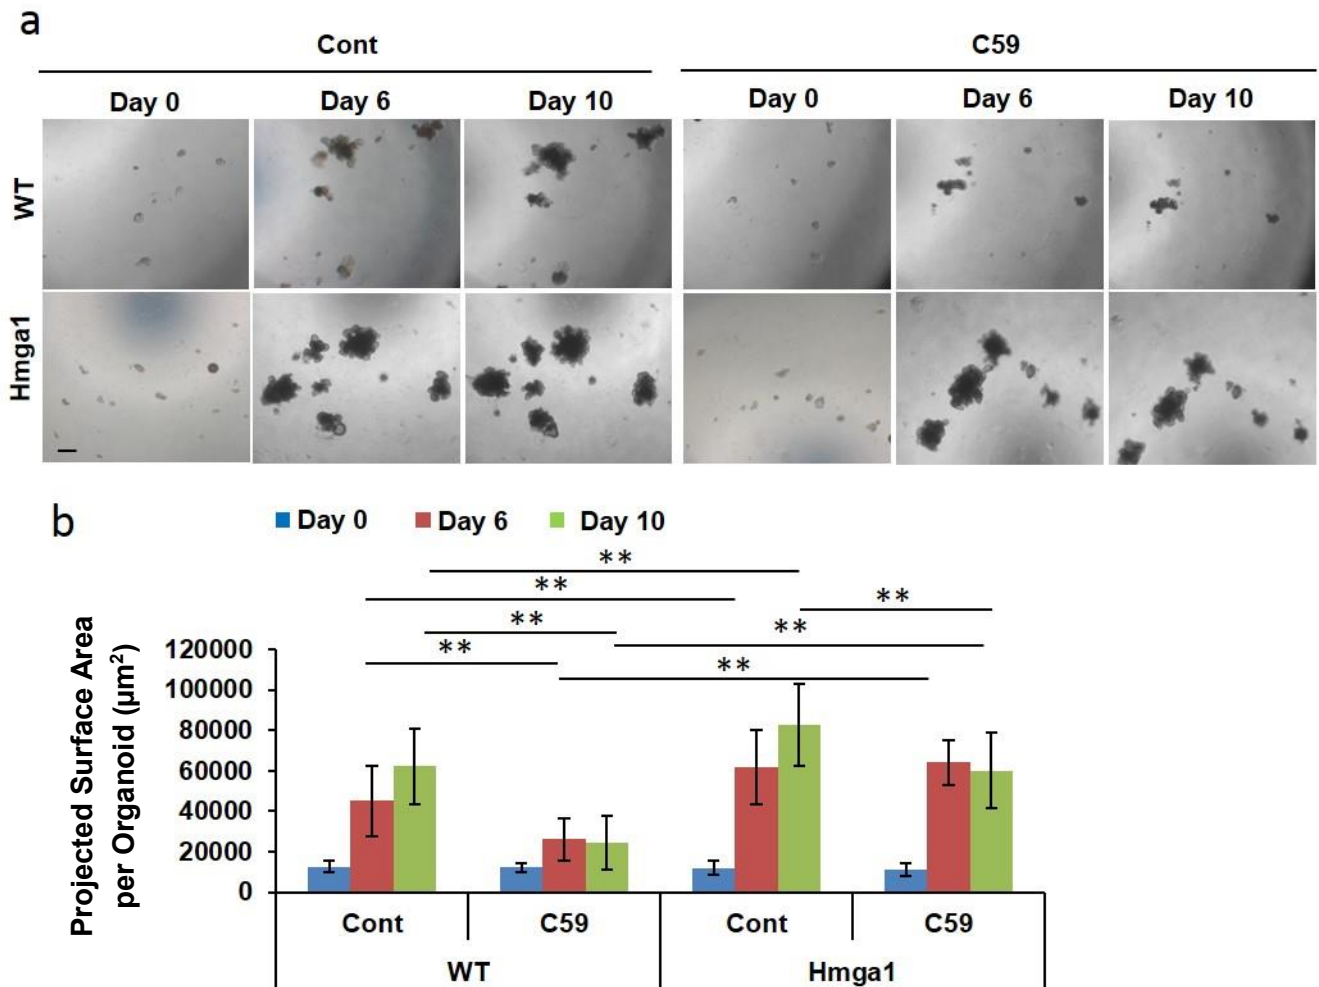 a
Cont C59
Day 0 Day 6 Day 10 Day 0 Day 6 Day 10
WT
Hmga1
b
Day 0 Day 6 Day 10
**
**
**
**
**
**
**
Projected Surface Area
per Organoid (µm²)
120000
100000
80000
60000
40000
20000
0
Cont C59 Cont C59
WT Hmga1